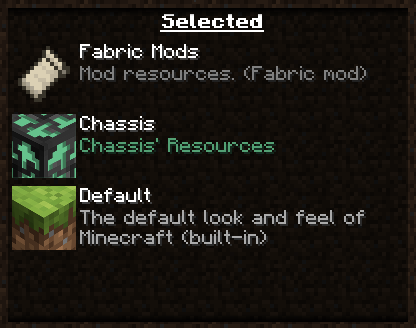 Selected
Fabric Mods
Mod resources. (Fabric mod)
Chassis
Chassis' Resources
Default
The default look and feel of
Minecraft (built-in)